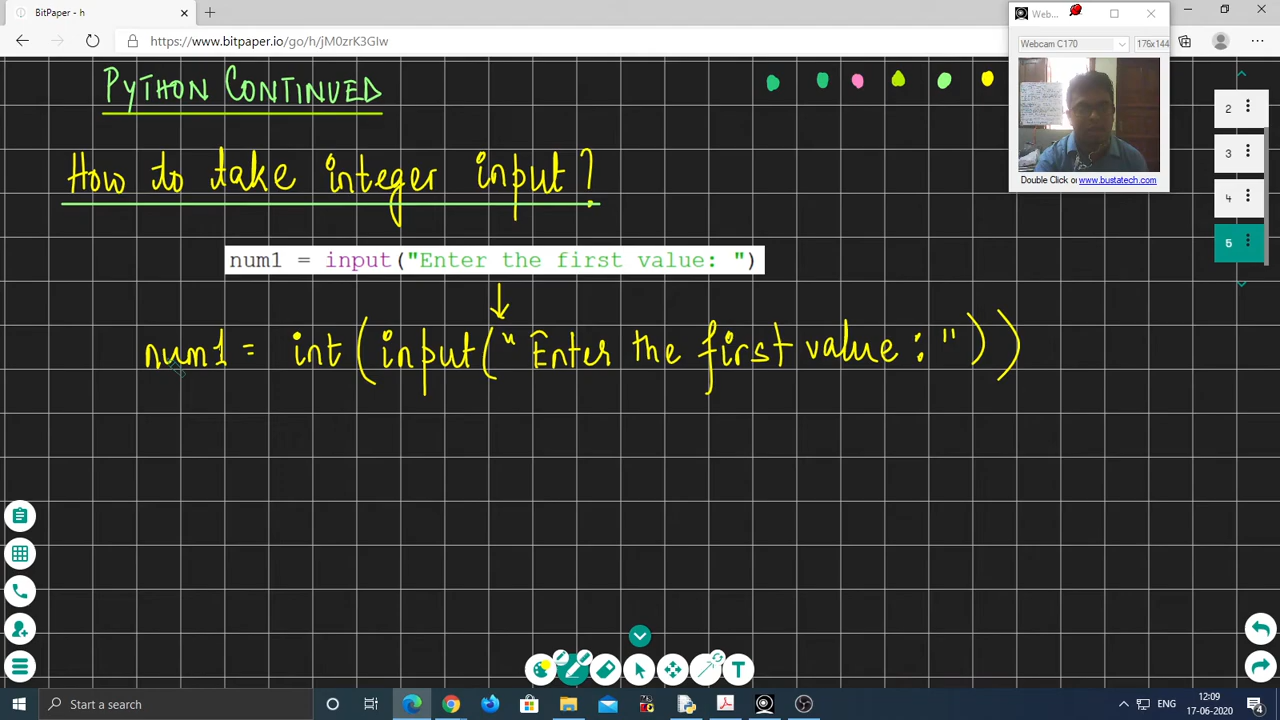 BitPaper - h
Web...
https://www.bitpaper.io/go/h/jM0zrK3GIw
Webcam C170
176x144
PYTHON CONTINUED
2
3
4
5
How to take integer input?
Double Click or www.bustatech.com
num1 = input("Enter the first value: ")
num1 = int(input("Enter the first value : "))
T
Start a search
ENG
12:09
17-06-2020
4